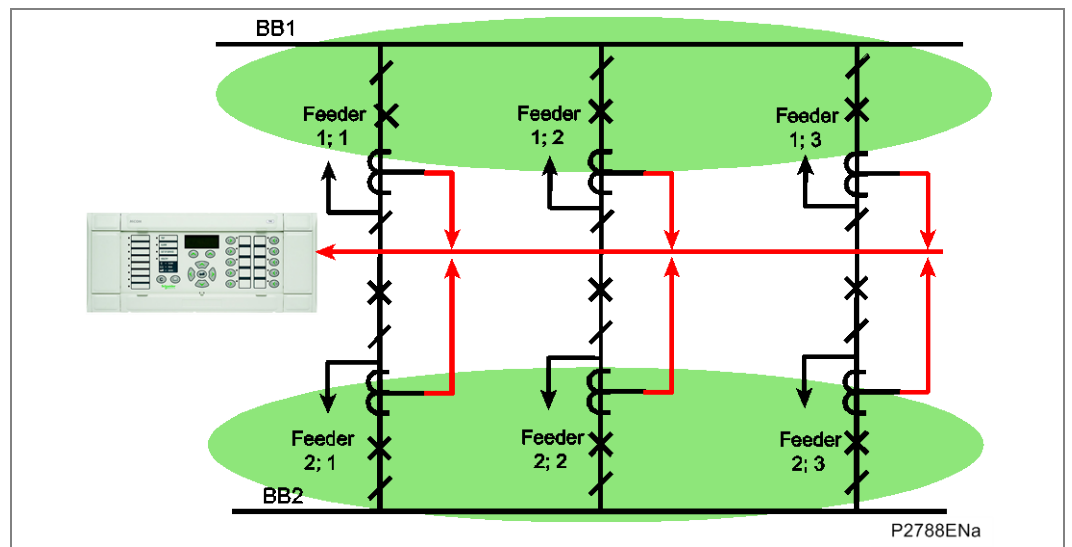 BB1
Feeder
1; 1
Feeder
1; 2
Feeder
1; 3
Feeder
2; 1
Feeder
2; 2
Feeder
2; 3
BB2
P2788ENa